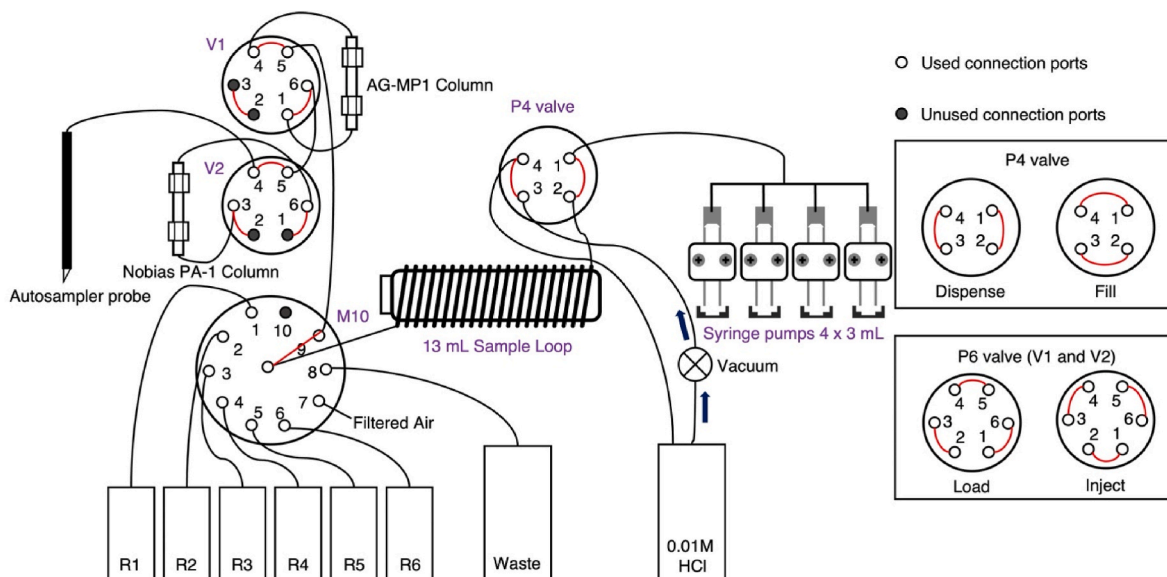 V1
4
5
3
6
2
1
AG-MP1 Column
V2
4
5
3
6
2
1
Nobias PA-1 Column
Autosampler probe
M10
1
10
2
9
3
8
4
7
5
6
Filtered Air
13 mL Sample Loop
P4 valve
4
1
3
2
Syringe pumps 4 x 3 mL
Vacuum
R1
R2
R3
R4
R5
R6
Waste
0.01M
HCl
Used connection ports
Unused connection ports
P4 valve
4
1
3
2
Dispense
4
1
3
2
Fill
P6 valve (V1 and V2)
4
5
3
6
2
1
Load
4
5
3
6
2
1
Inject